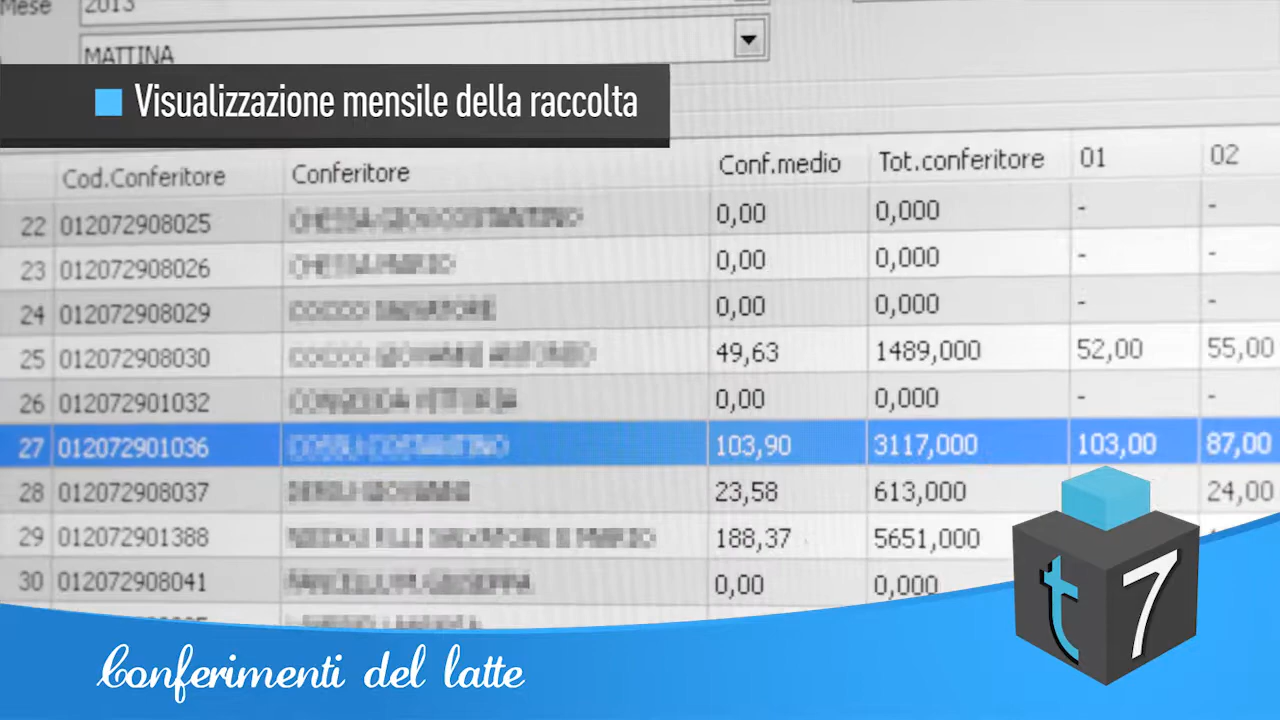 Mese 2013
MATTINA
Visualizzazione mensile della raccolta
Cod.Conferitore Conferitore Conf.medio Tot.conferitore 01 02
22 012072908025 0,00 0,000 - -
23 012072908026 0,00 0,000 - -
24 012072908029 0,00 0,000 - -
25 012072908030 49,63 1489,000 52,00 55,00
26 012072901032 0,00 0,000 - -
27 012072901036 103,90 3117,000 103,00 87,00
28 012072908037 23,58 613,000 24,00
29 012072901388 188,37 5651,000
30 012072908041 0,00 0,000
Conferimenti del latte
t7